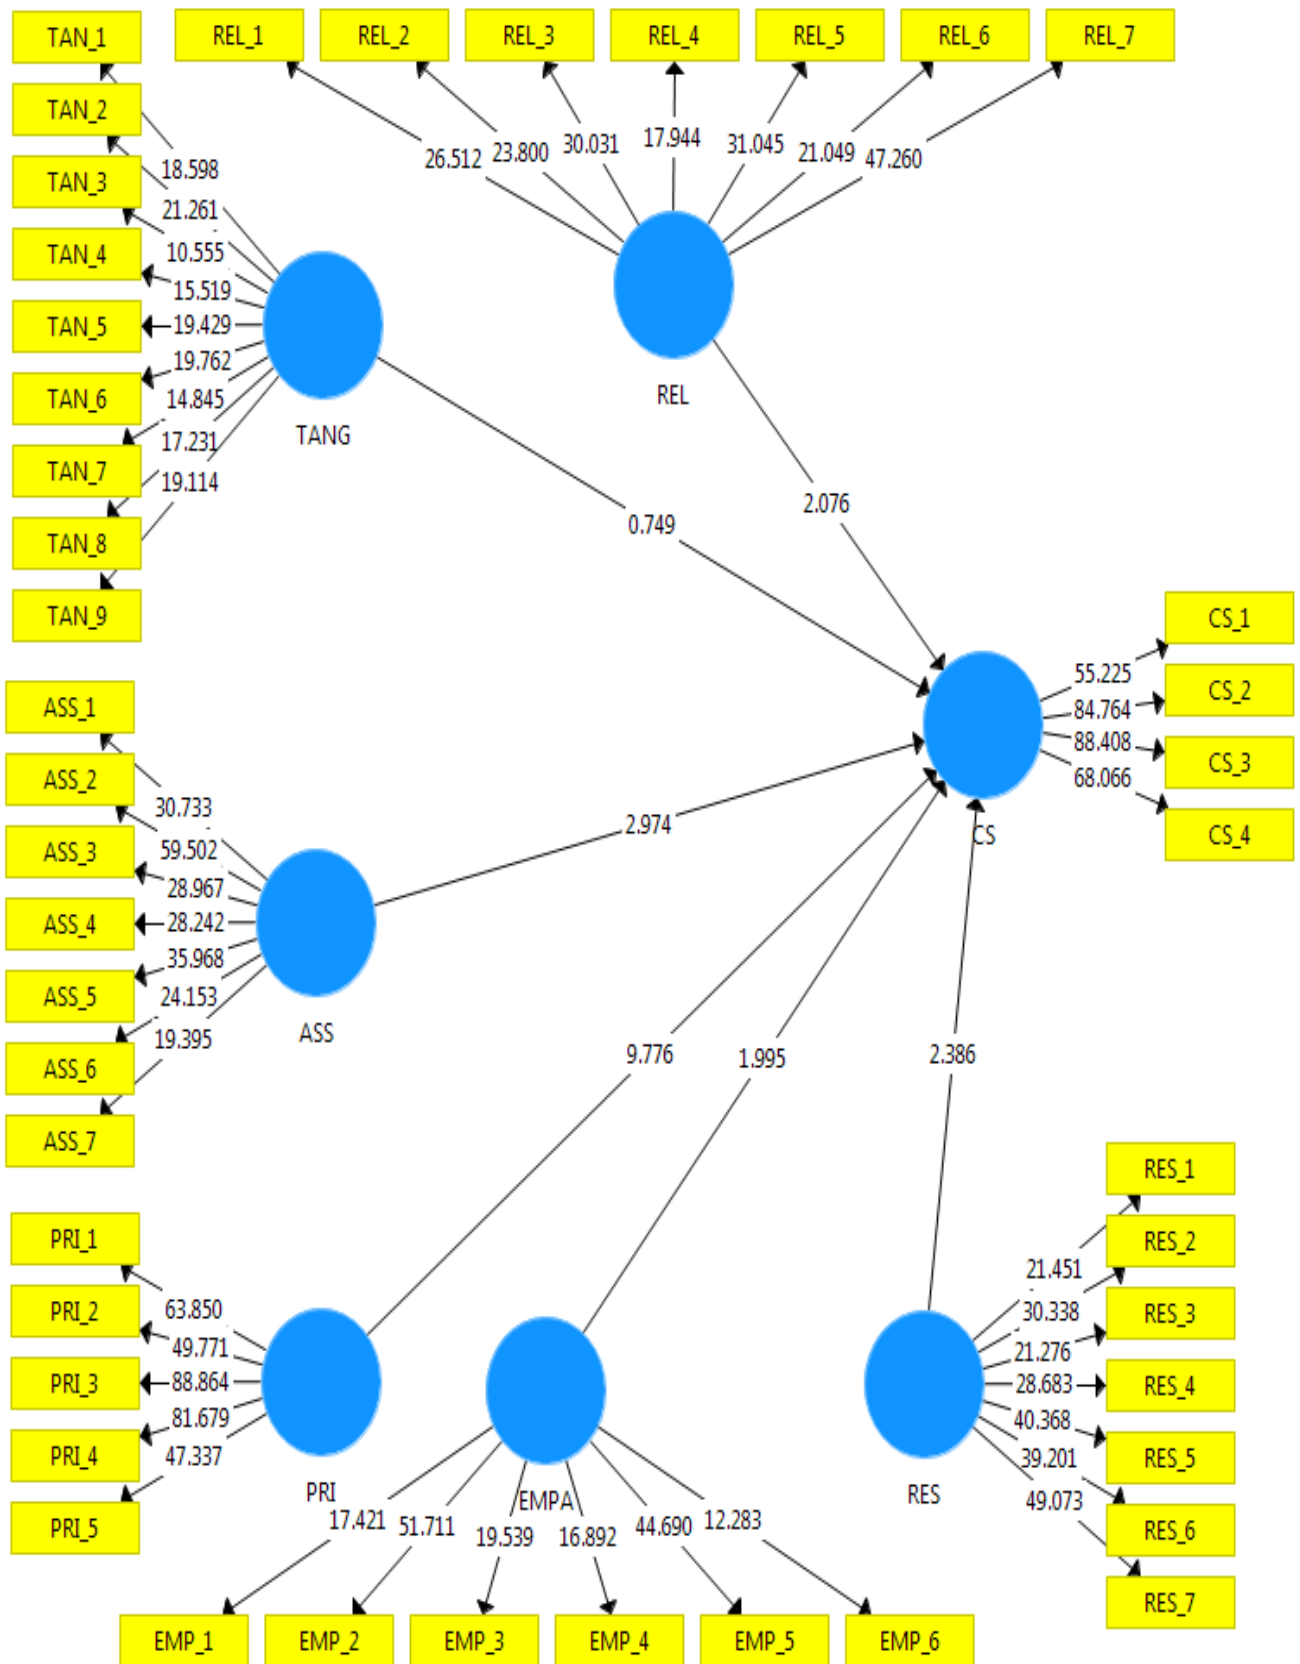 TAN_1
REL_1
REL_2
REL_3
REL_4
REL_5
REL_6
REL_7
TAN_2
TAN_3
TAN_4
TAN_5
TAN_6
TAN_7
TAN_8
TAN_9
18.598
21.261
10.555
15.519
19.429
19.762
14.845
17.231
19.114
TANG
26.512
23.800
30.031
17.944
31.045
21.049
47.260
REL
0.749
2.076
CS_1
CS_2
CS_3
CS_4
55.225
84.764
88.408
68.066
CS
ASS_1
ASS_2
ASS_3
ASS_4
ASS_5
ASS_6
ASS_7
30.733
59.502
28.967
28.242
35.968
24.153
19.395
ASS
2.974
9.776
1.995
2.386
PRI_1
PRI_2
PRI_3
PRI_4
PRI_5
63.850
49.771
88.864
81.679
47.337
PRI
EMPA
17.421
51.711
19.539
16.892
44.690
12.283
EMP_1
EMP_2
EMP_3
EMP_4
EMP_5
EMP_6
RES
21.451
30.338
21.276
28.683
40.368
39.201
49.073
RES_1
RES_2
RES_3
RES_4
RES_5
RES_6
RES_7